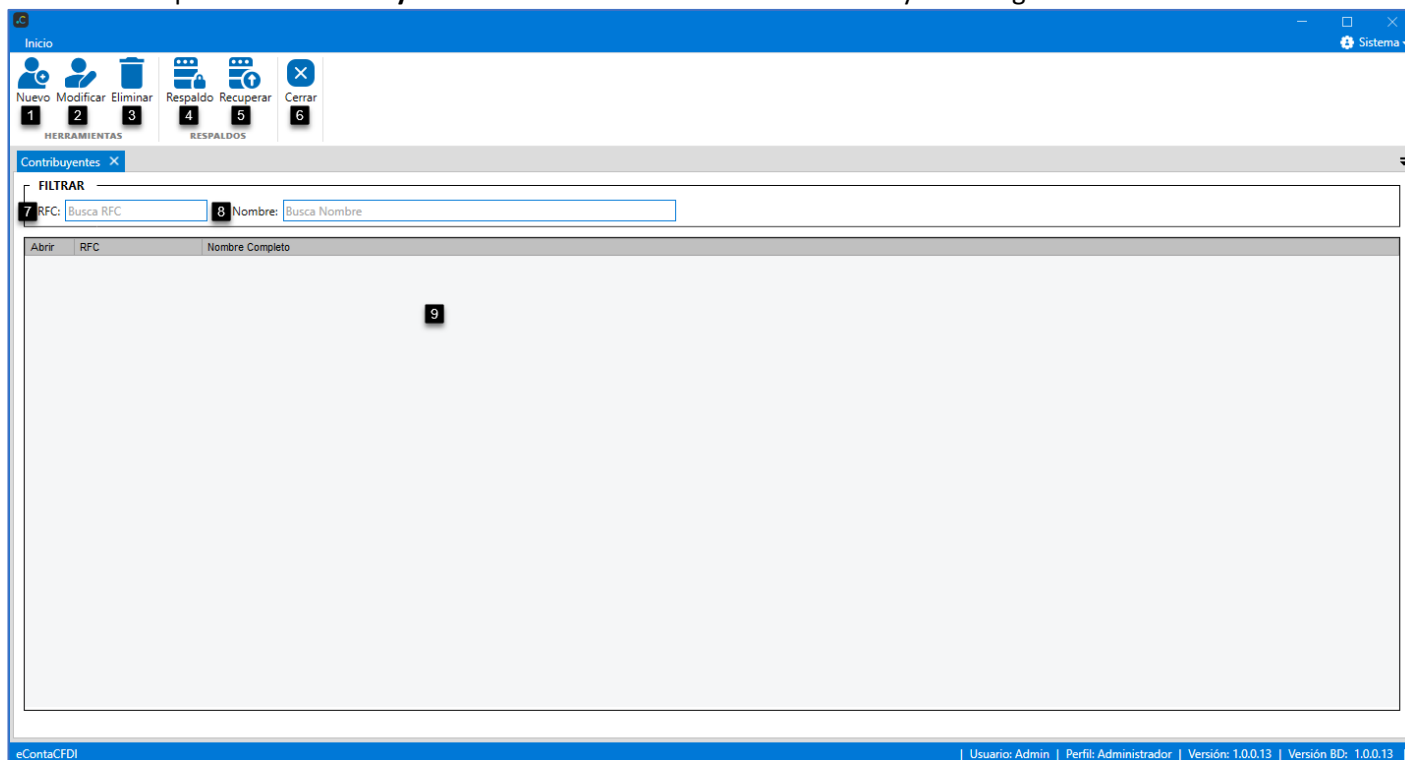 .C
Inicio
Sistema
Nuevo Modificar Eliminar Respaldo Recuperar Cerrar
1 2 3 4 5 6
HERRAMIENTAS RESPALDOS
Contribuyentes
FILTRAR
7 RFC: Busca RFC 8 Nombre: Busca Nombre
Abrir RFC Nombre Completo
9
eContaCFDI | Usuario: Admin | Perfil: Administrador | Versión: 1.0.0.13 | Versión BD: 1.0.0.13 |